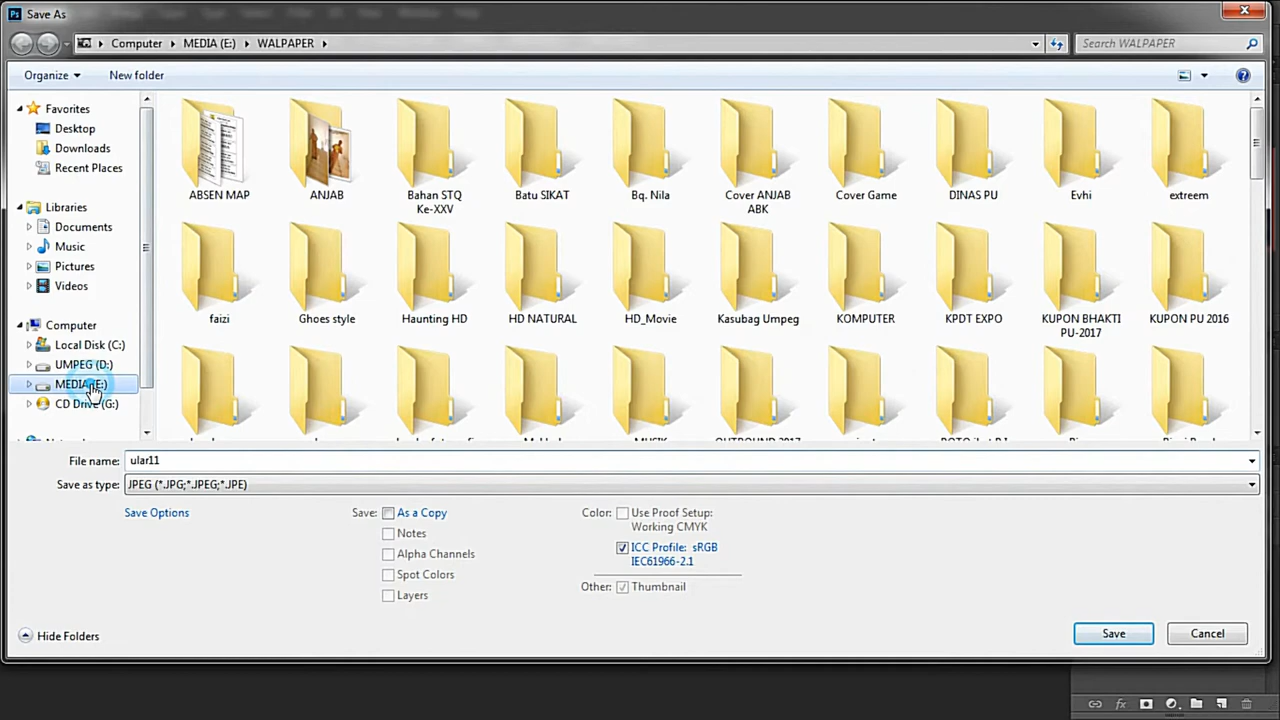 Ps Save As
Computer MEDIA (E:) WALPAPER
Search WALPAPER
Organize
New folder
Favorites
Desktop
Downloads
Recent Places
Libraries
Documents
Music
Pictures
Videos
Computer
Local Disk (C:)
UMPEG (D:)
MEDIA (E:)
CD Drive (G:)
ABSEN MAP
ANJAB
Bahan STQ
Ke-XXV
Batu SIKAT
Bq. Nila
Cover ANJAB
ABK
Cover Game
DINAS PU
Evhi
extreem
faizi
Ghoes style
Haunting HD
HD NATURAL
HD_Movie
Kasubag Umpeg
KOMPUTER
KPDT EXPO
KUPON BHAKTI
PU-2017
KUPON PU 2016
MUSIK
OUTBOUND 2017
File name: ular11
Save as type: JPEG (*.JPG;*.JPEG;*.JPE)
Save Options
Save: As a Copy
Notes
Alpha Channels
Spot Colors
Layers
Color: Use Proof Setup:
Working CMYK
ICC Profile: sRGB
IEC61966-2.1
Other: Thumbnail
Hide Folders
Save
Cancel
fx